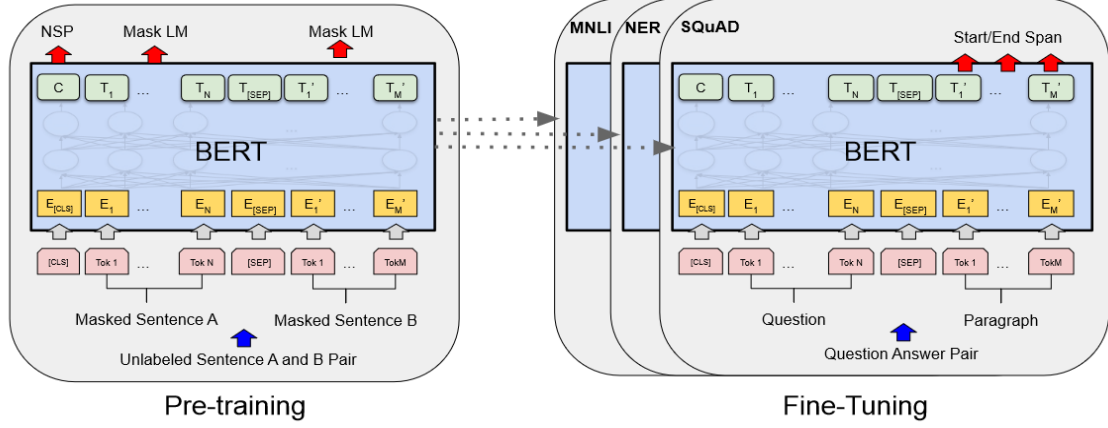 NSP Mask LM Mask LM
C T1 ... TN T[SEP] T1' ... TM'
...
BERT
...
E[CLS] E1 ... EN E[SEP] E1' ... EM'
[CLS] Tok 1 ... Tok N [SEP] Tok 1 ... TokM
Masked Sentence A Masked Sentence B
Unlabeled Sentence A and B Pair
Pre-training
MNLI NER SQuAD
Start/End Span
C T1 ... TN T[SEP] T1' ... TM'
...
BERT
...
E[CLS] E1 ... EN E[SEP] E1' ... EM'
[CLS] Tok 1 ... Tok N [SEP] Tok 1 ... TokM
Question Paragraph
Question Answer Pair
Fine-Tuning